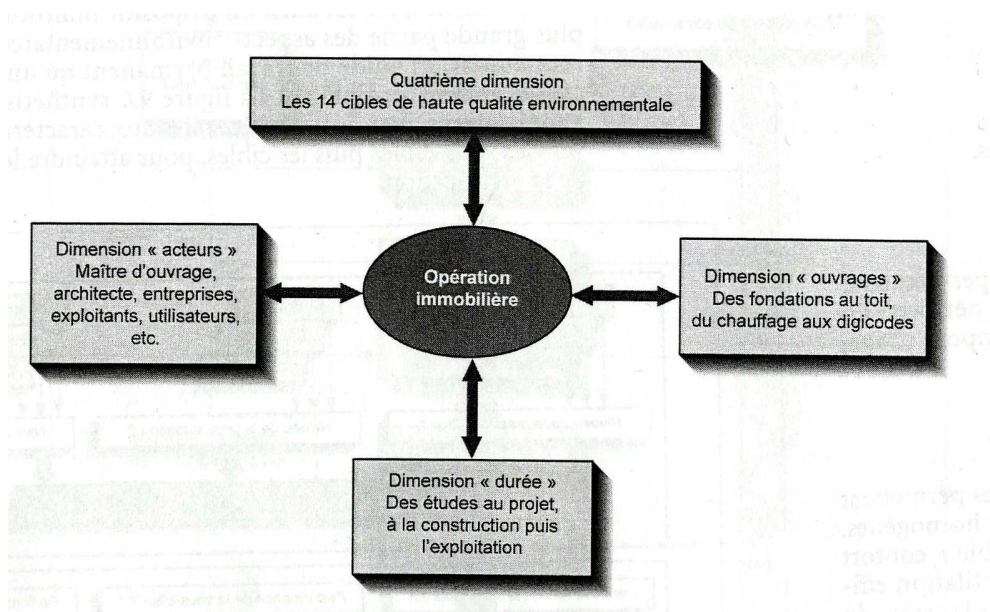 Quatrième dimension
Les 14 cibles de haute qualité environnementale
Dimension « acteurs »
Maître d'ouvrage,
architecte, entreprises,
exploitants, utilisateurs,
etc.
Opération
immobilière
Dimension « ouvrages »
Des fondations au toit,
du chauffage aux digicodes
Dimension « durée »
Des études au projet,
à la construction puis
l'exploitation